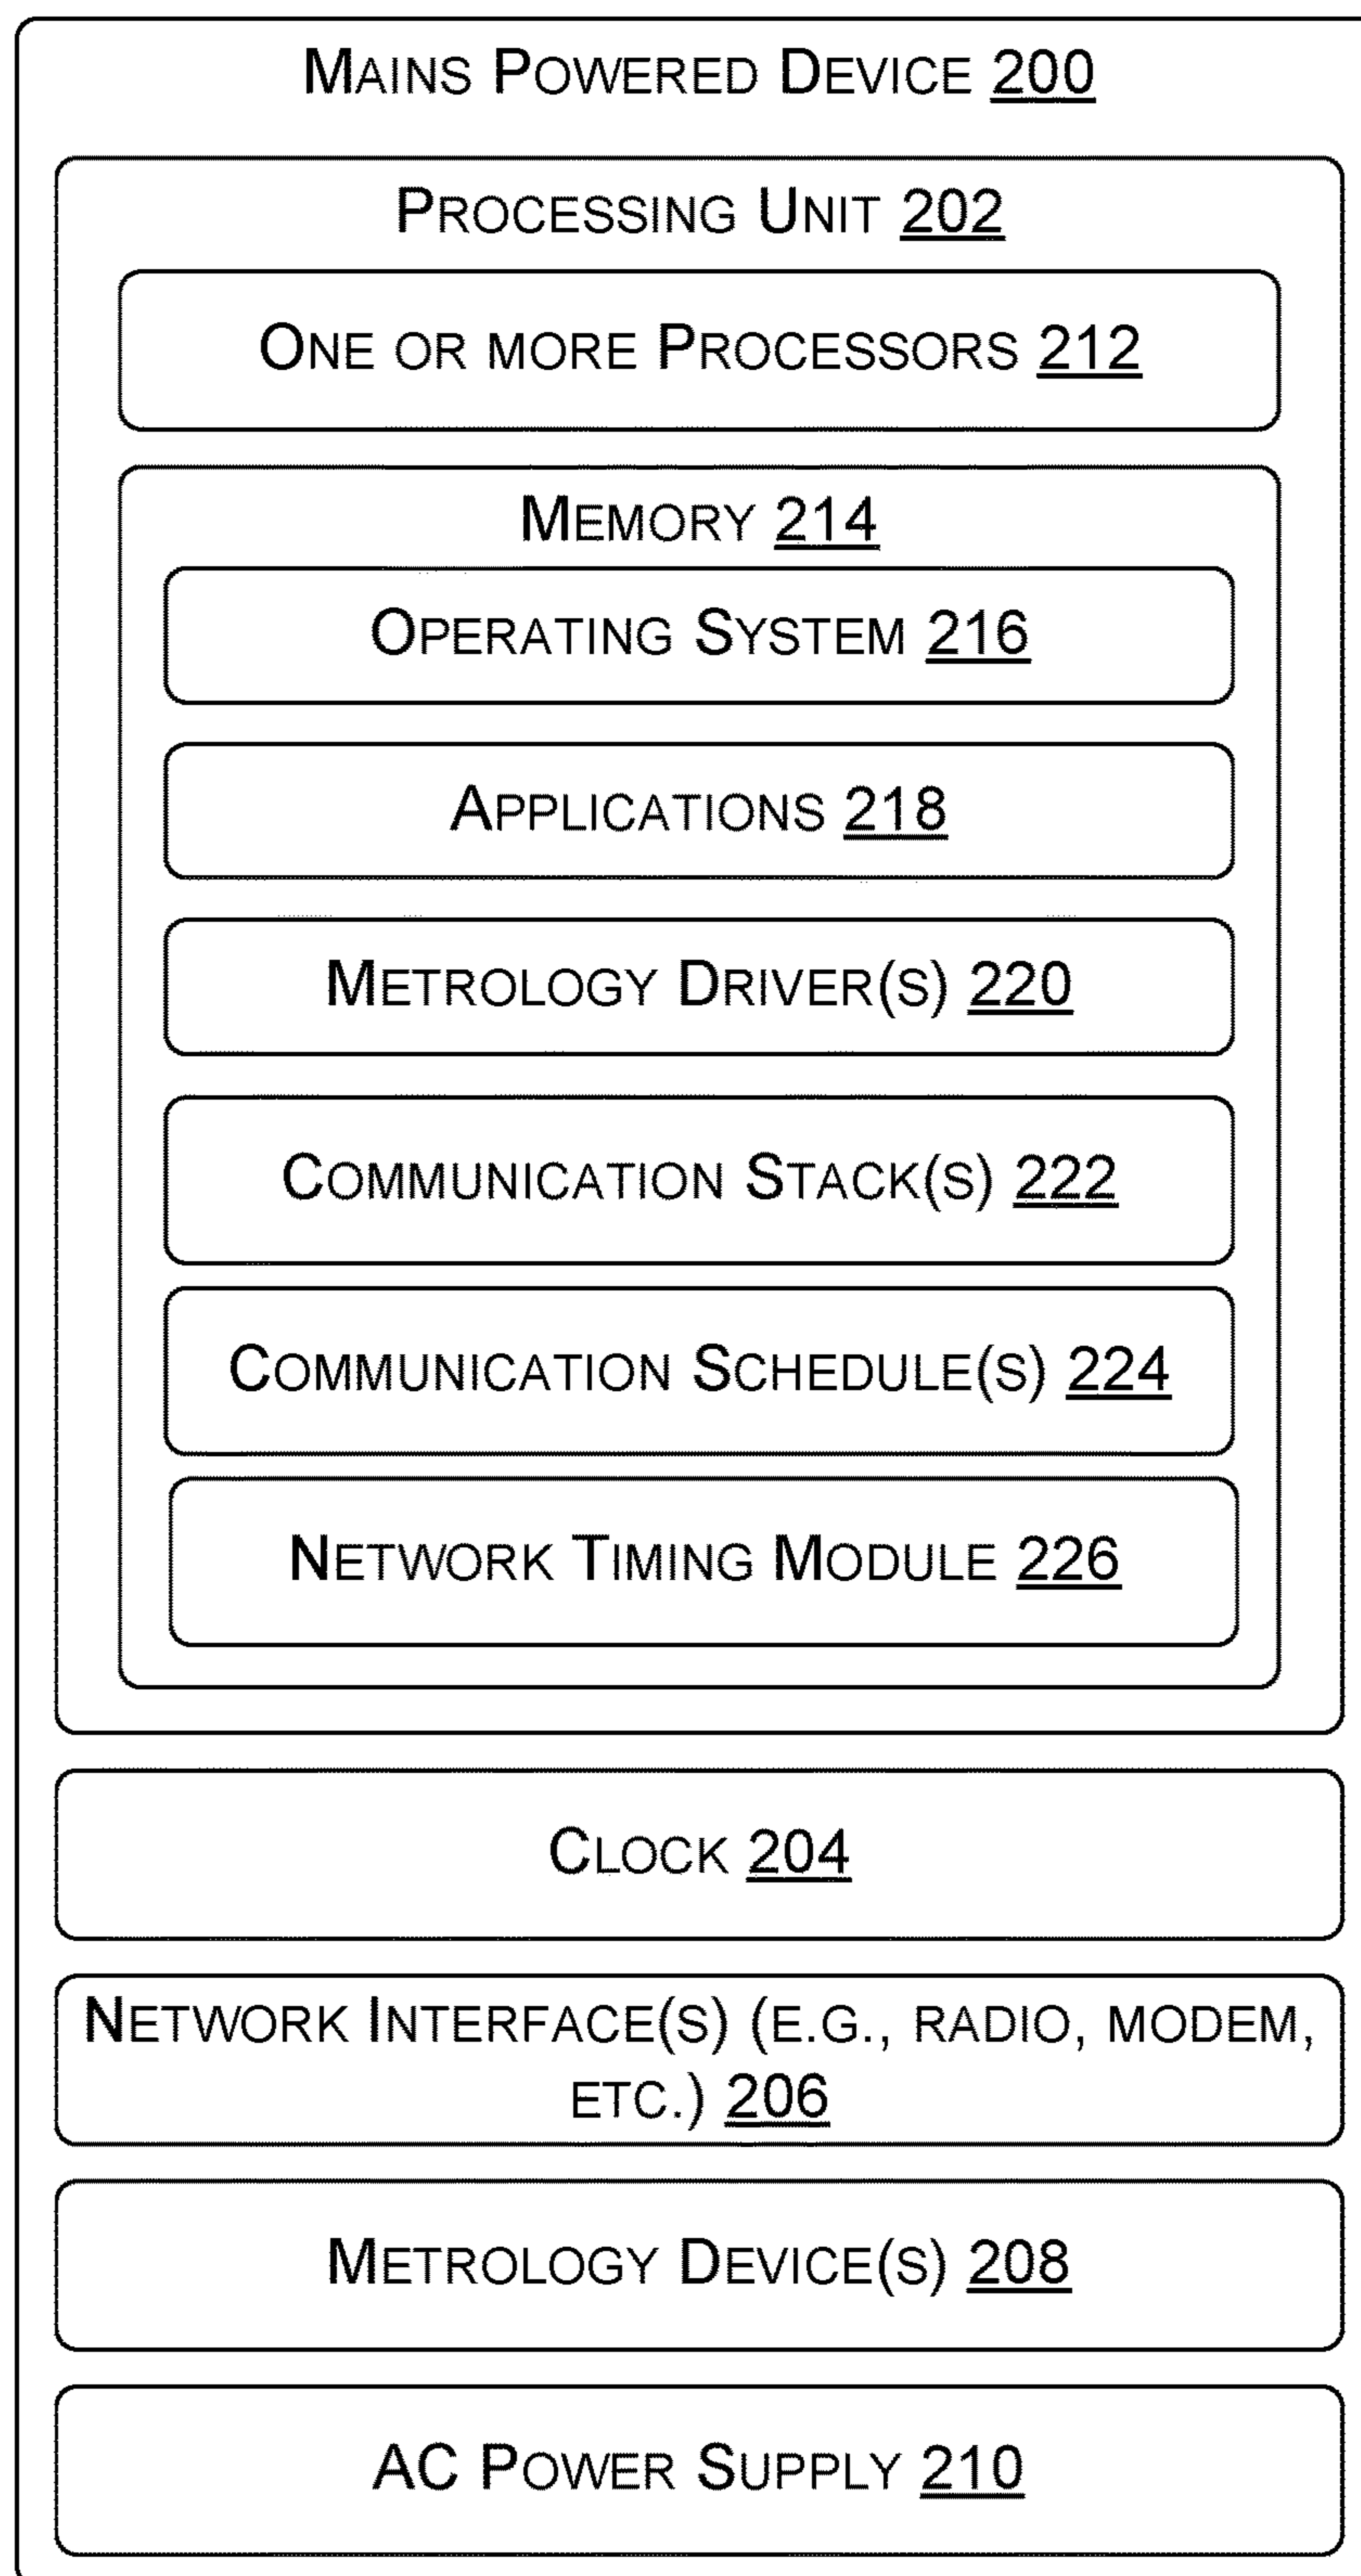 Mains Powered Device 200
Processing Unit 202
One or more Processors 212
Memory 214
Operating System 216
Applications 218
Metrology Driver(s) 220
Communication Stack(s) 222
Communication Schedule(s) 224
Network Timing Module 226
Clock 204
Network Interface(s) (e.g., radio, modem,
etc.) 206
Metrology Device(s) 208
AC Power Supply 210